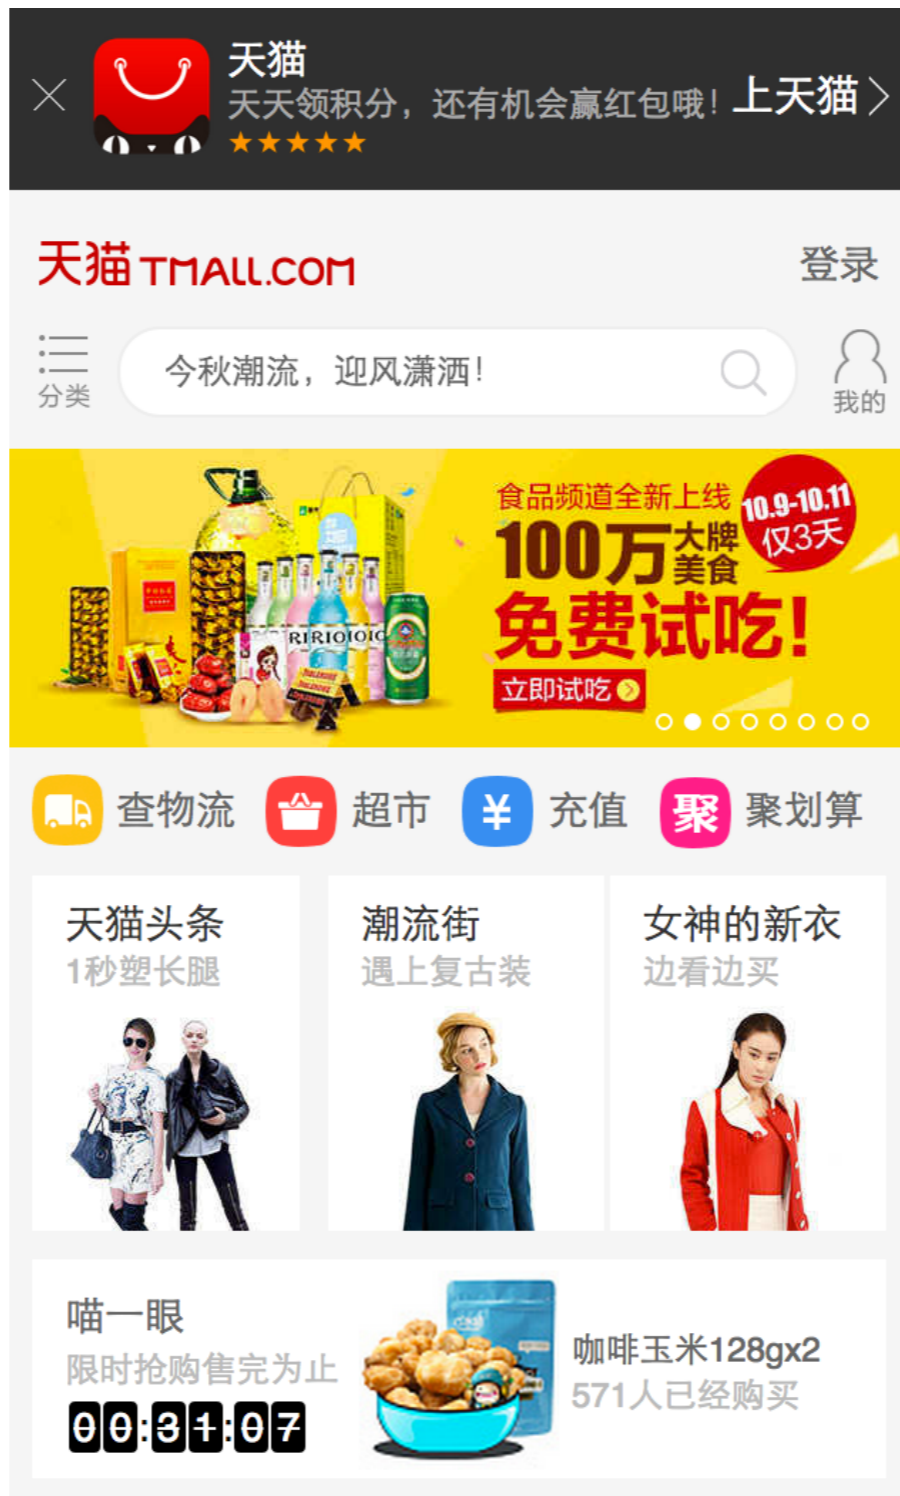 天猫
天天领积分，还有机会赢红包哦！
上天猫
天猫 TMALL.COM
登录
分类
今秋潮流，迎风潇洒！
我的
食品频道全新上线
10.9-10.11
仅3天
100万大牌美食
免费试吃！
立即试吃
RIO
查物流
超市
充值
聚
聚划算
天猫头条
1秒塑长腿
潮流街
遇上复古装
女神的新衣
边看边买
喵一眼
限时抢购售完为止
00:31:07
咖啡玉米128gx2
571人已经购买